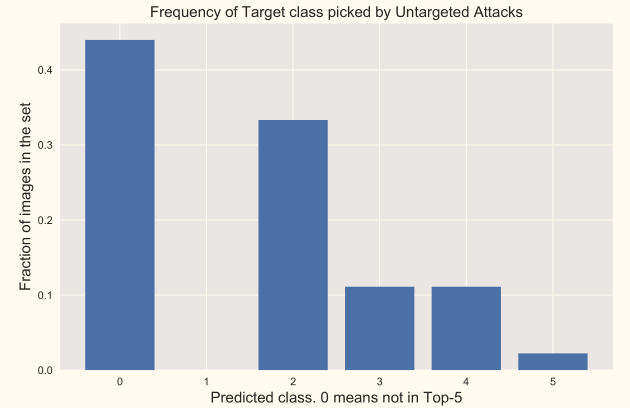 Frequency of Target class picked by Untargeted Attacks
Fraction of images in the set
0.4
0.3
0.2
0.1
0.0
0 1 2 3 4 5
Predicted class. 0 means not in Top-5